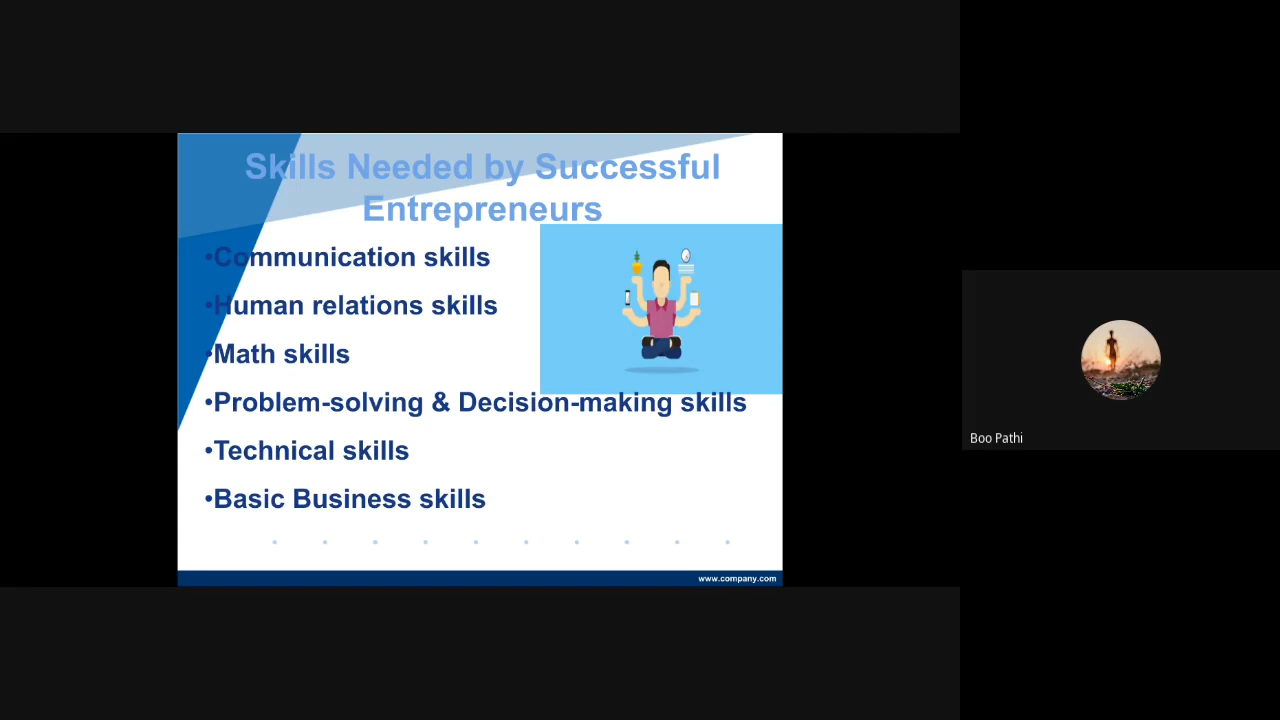 Skills Needed by Successful
Entrepreneurs
•Communication skills
•Human relations skills
•Math skills
•Problem-solving & Decision-making skills
•Technical skills
•Basic Business skills
www.company.com
Boo Pathi